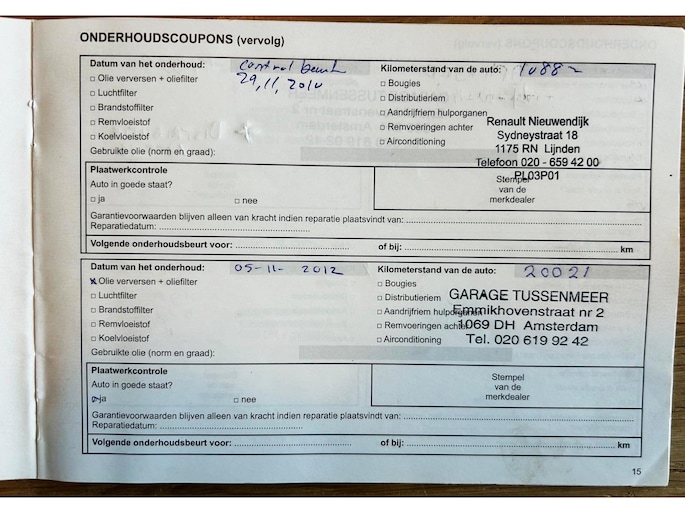 ONDERHOUDSCOUPONS (vervolg)
Datum van het onderhoud: Control beurt Kilometerstand van de auto: 1088
29,11,2010
□ Olie verversen + oliefilter □ Bougies
□ Luchtfilter □ Distributieriem
□ Brandstoffilter □ Aandrijfriem hulporganen
□ Remvloeistof □ Remvoeringen achter
□ Koelvloeistof □ Airconditioning
Gebruikte olie (norm en graad):
Renault Nieuwendijk
Sydneystraat 18
1175 RN Lijnden
Telefoon 020 - 659 42 00
PL03P01
Plaatwerkcontrole
Auto in goede staat?
□ ja □ nee
Stempel
van de
merkdealer
Garantievoorwaarden blijven alleen van kracht indien reparatie plaatsvindt van:
Reparatiedatum:
Volgende onderhoudsbeurt voor: of bij: km
Datum van het onderhoud: 05-11-2012 Kilometerstand van de auto: 20021
x Olie verversen + oliefilter □ Bougies
□ Luchtfilter □ Distributieriem
□ Brandstoffilter □ Aandrijfriem hulporganen
□ Remvloeistof □ Remvoeringen achter
□ Koelvloeistof □ Airconditioning
Gebruikte olie (norm en graad):
GARAGE TUSSENMEER
Emmikhovenstraat nr 2
1069 DH Amsterdam
Tel. 020 619 92 42
Plaatwerkcontrole
Auto in goede staat?
□ ja □ nee
Stempel
van de
merkdealer
Garantievoorwaarden blijven alleen van kracht indien reparatie plaatsvindt van:
Reparatiedatum:
Volgende onderhoudsbeurt voor: of bij: km
15